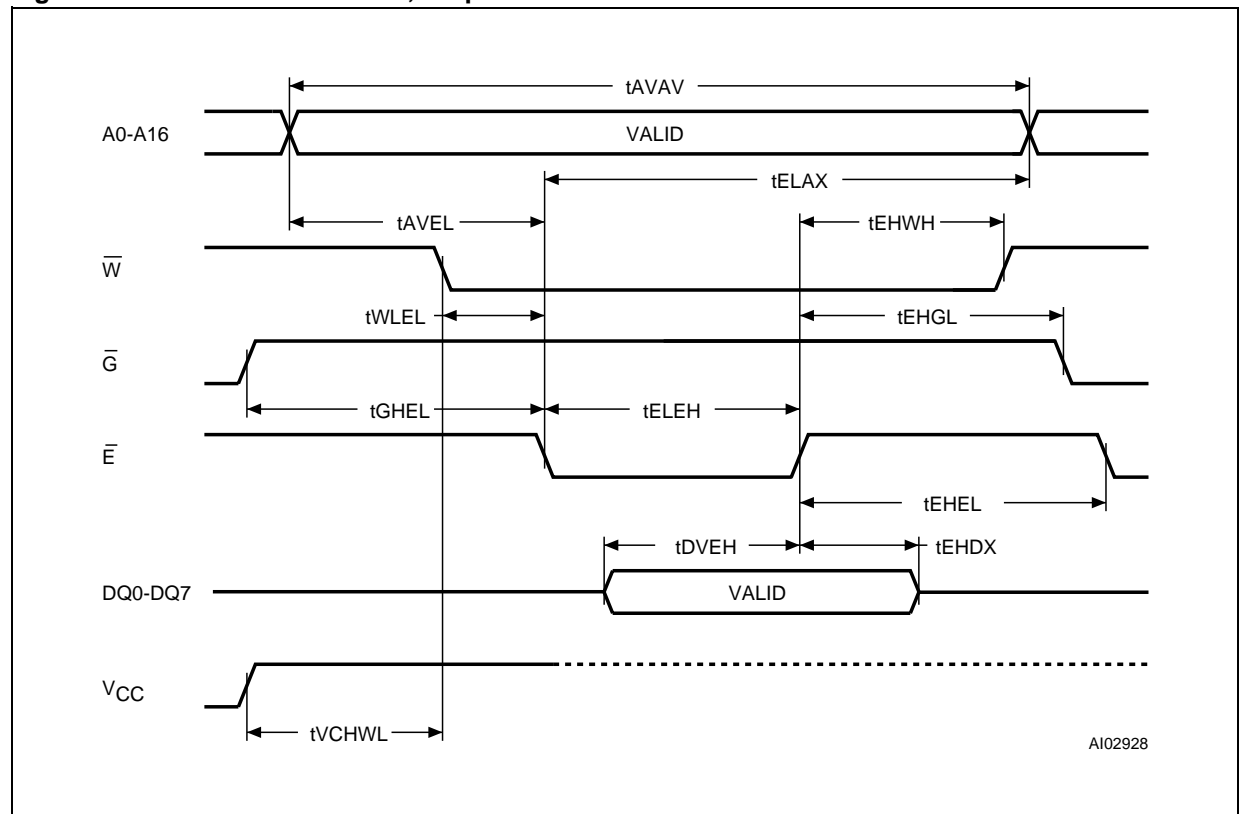 tAVAV
A0-A16
VALID
tELAX
tAVEL
tEHWH
W
tWLEL
tEHGL
G
tGHEL
tELEH
E
tEHEL
tDVEH
tEHDX
DQ0-DQ7
VALID
VCC
tVCHWL
AI02928